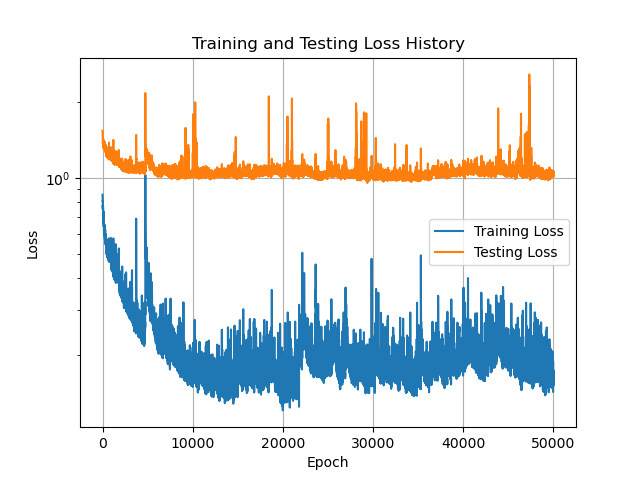 Training and Testing Loss History
10⁰
Loss
Training Loss
Testing Loss
0 10000 20000 30000 40000 50000
Epoch